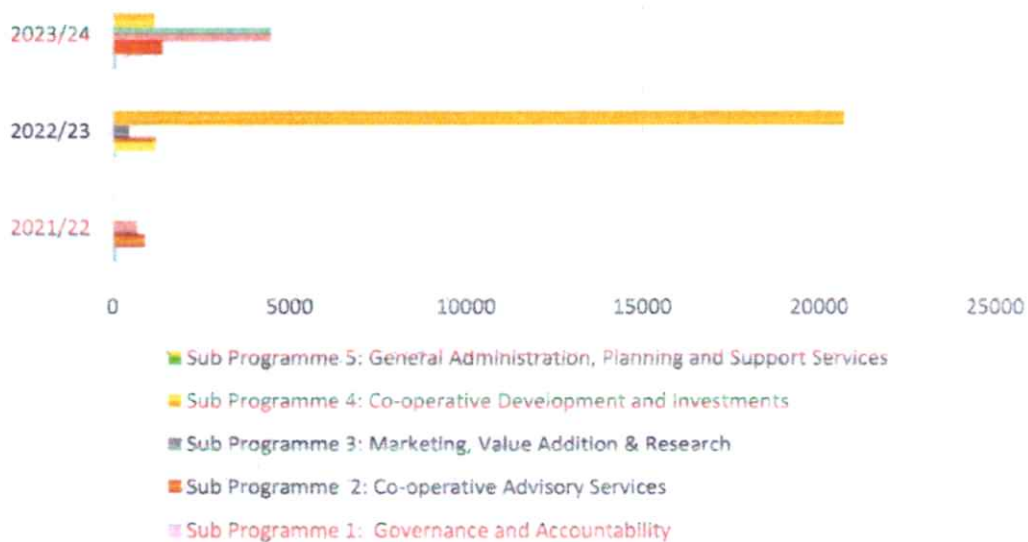 2023/24
2022/23
2021/22
0 5000 10000 15000 20000 25000
Sub Programme 5: General Administration, Planning and Support Services
Sub Programme 4: Co-operative Development and Investments
Sub Programme 3: Marketing, Value Addition & Research
Sub Programme 2: Co-operative Advisory Services
Sub Programme 1: Governance and Accountability